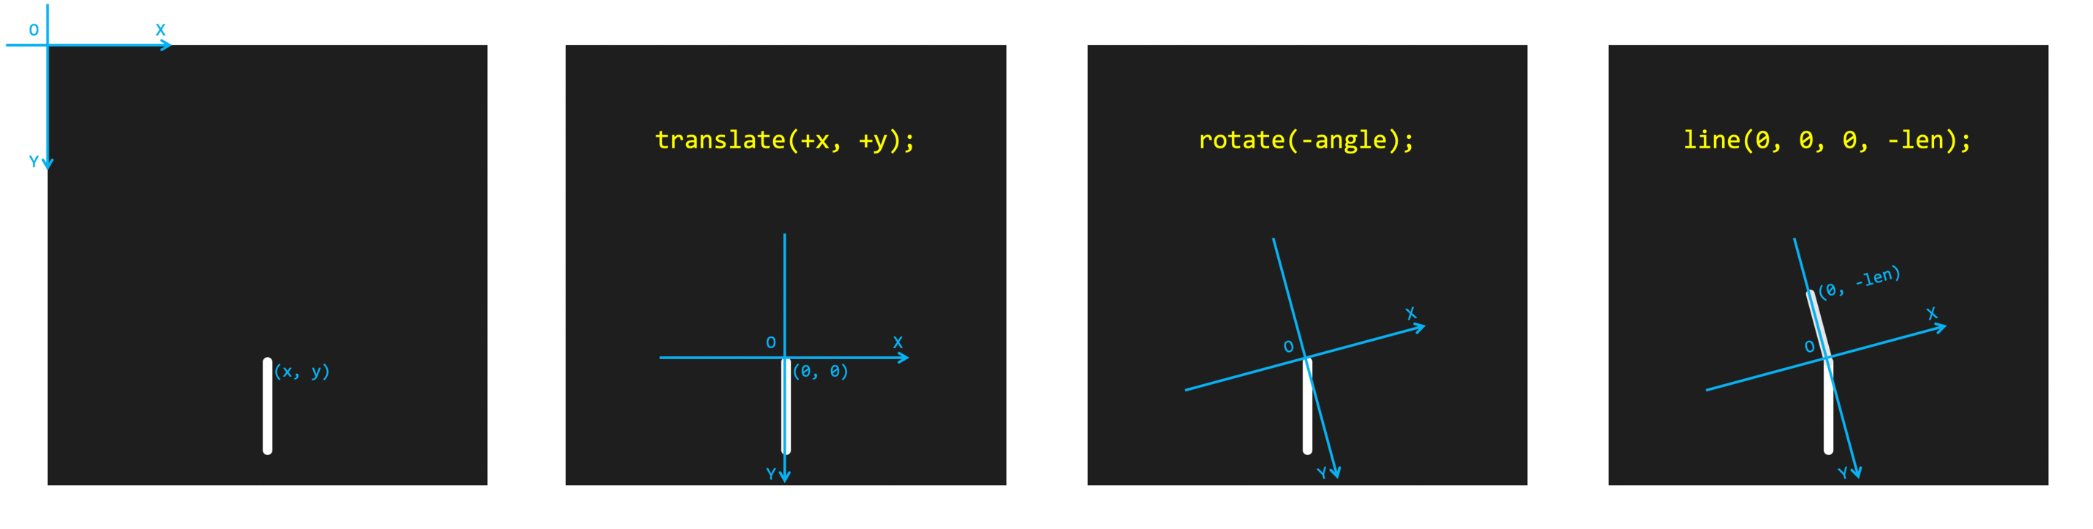 O
X
Y
(x, y)
translate(+x, +y);
O
X
(0, 0)
Y
rotate(-angle);
X
O
Y
line(0, 0, 0, -len);
(0, -len)
X
O
Y